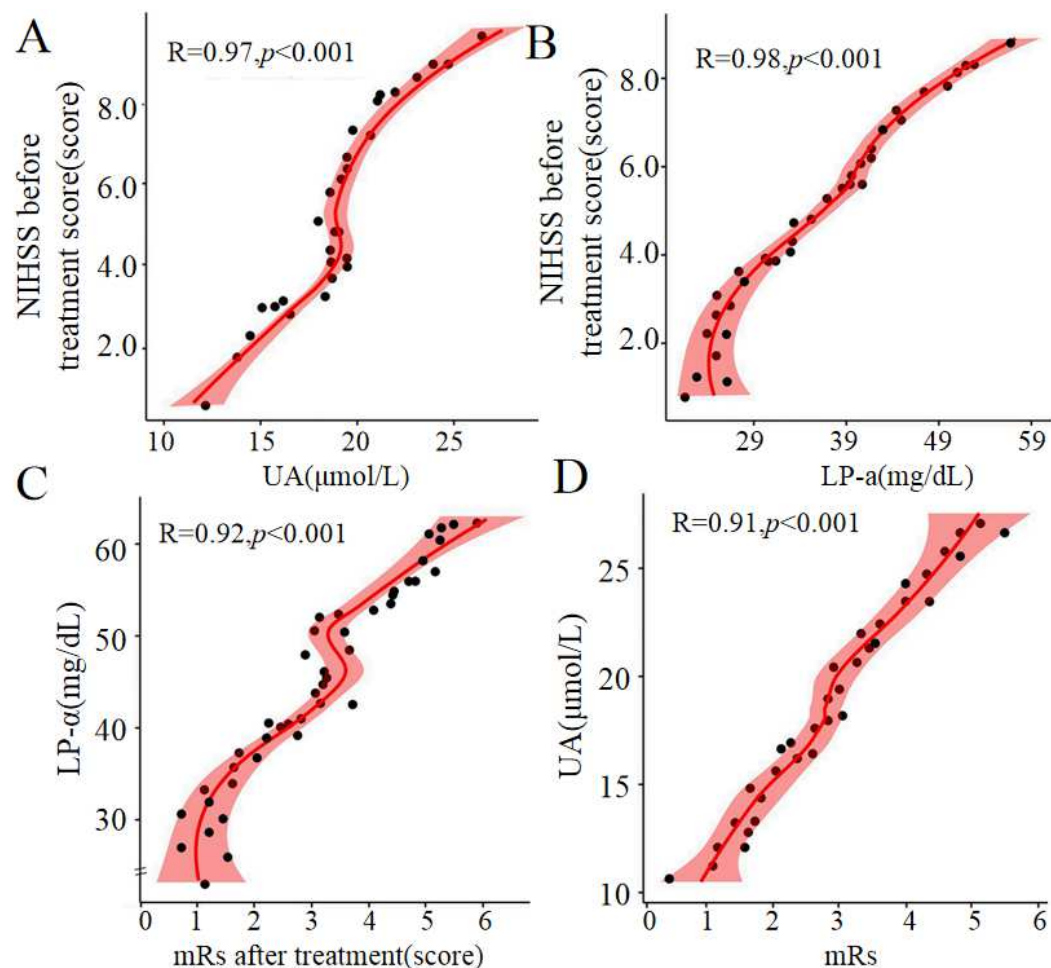 A
R=0.97,p<0.001
NIHSS before
treatment score(score)
8.0
6.0
4.0
2.0
10 15 20 25
UA(μmol/L)
B
R=0.98,p<0.001
NIHSS before
treatment score(score
8.0
6.0
4.0
2.0
29 39 49 59
LP-a(mg/dL)
C
R=0.92,p<0.001
LP-α(mg/dL)
60
50
40
30
0 1 2 3 4 5 6
mRs after treatment(score)
D
R=0.91,p<0.001
UA(μmol/L)
25
20
15
10
0 1 2 3 4 5 6
mRs